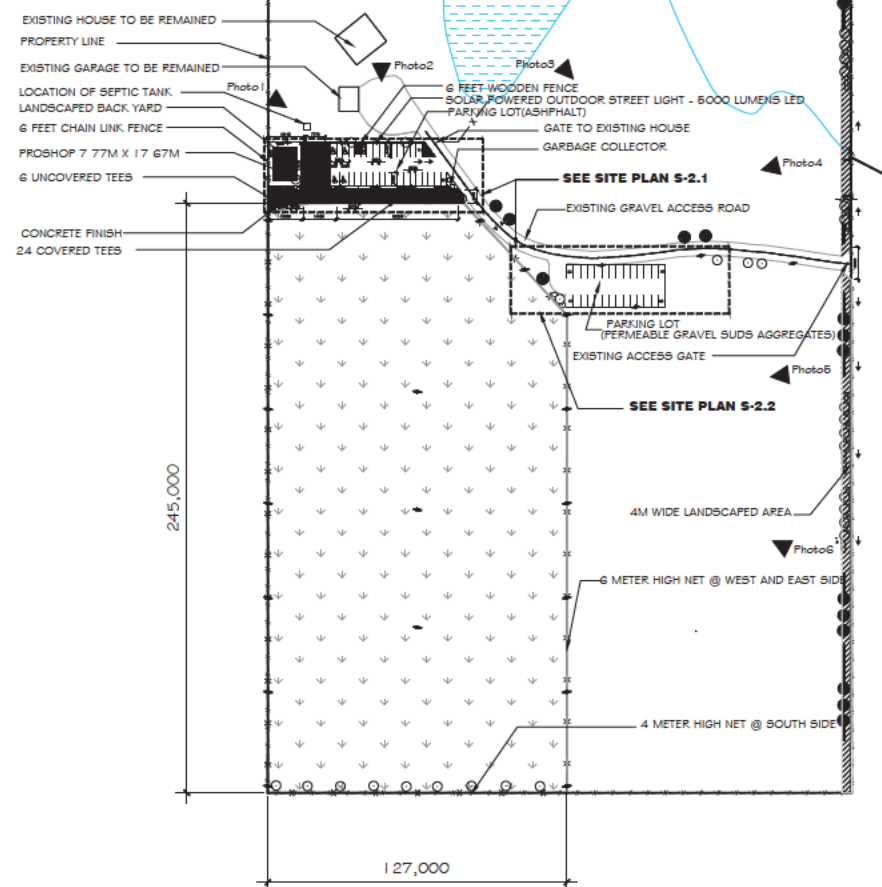 EXISTING HOUSE TO BE REMAINED
PROPERTY LINE
EXISTING GARAGE TO BE REMAINED
Photo1
Photo2
Photo3
LOCATION OF SEPTIC TANK
6 FEET WOODEN FENCE
SOLAR POWERED OUTDOOR STREET LIGHT - 5000 LUMENS LED
LANDSCAPED BACK YARD
PARKING LOT(ASHPHALT)
6 FEET CHAIN LINK FENCE
GATE TO EXISTING HOUSE
GARBAGE COLLECTOR
PROSHOP 7 77M X 17 67M
Photo4
6 UNCOVERED TEES
SEE SITE PLAN S-2.1
EXISTING GRAVEL ACCESS ROAD
CONCRETE FINISH
24 COVERED TEES
PARKING LOT
(PERMEABLE GRAVEL SUDS AGGREGATES)
EXISTING ACCESS GATE
Photo5
SEE SITE PLAN S-2.2
245,000
4M WIDE LANDSCAPED AREA
Photo6
6 METER HIGH NET @ WEST AND EAST SIDE
4 METER HIGH NET @ SOUTH SIDE
127,000